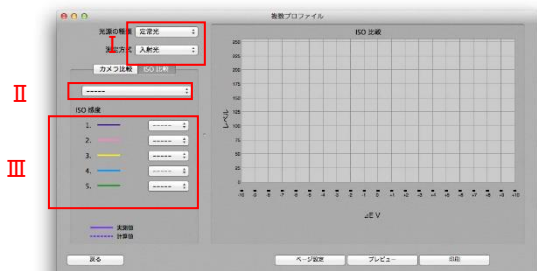 複数プロファイル
光源の種類 定常光
測定方式 入射光
Ⅰ
カメラ比較 ISO 比較
Ⅱ
-----
ISO 感度
Ⅲ
1. -----
2. -----
3. -----
4. -----
5. -----
実測値
計算値
戻る
ISO 比較
レベル
250
175
150
125
100
75
50
25
0
⊿E V
ページ設定 プレビュー 印刷